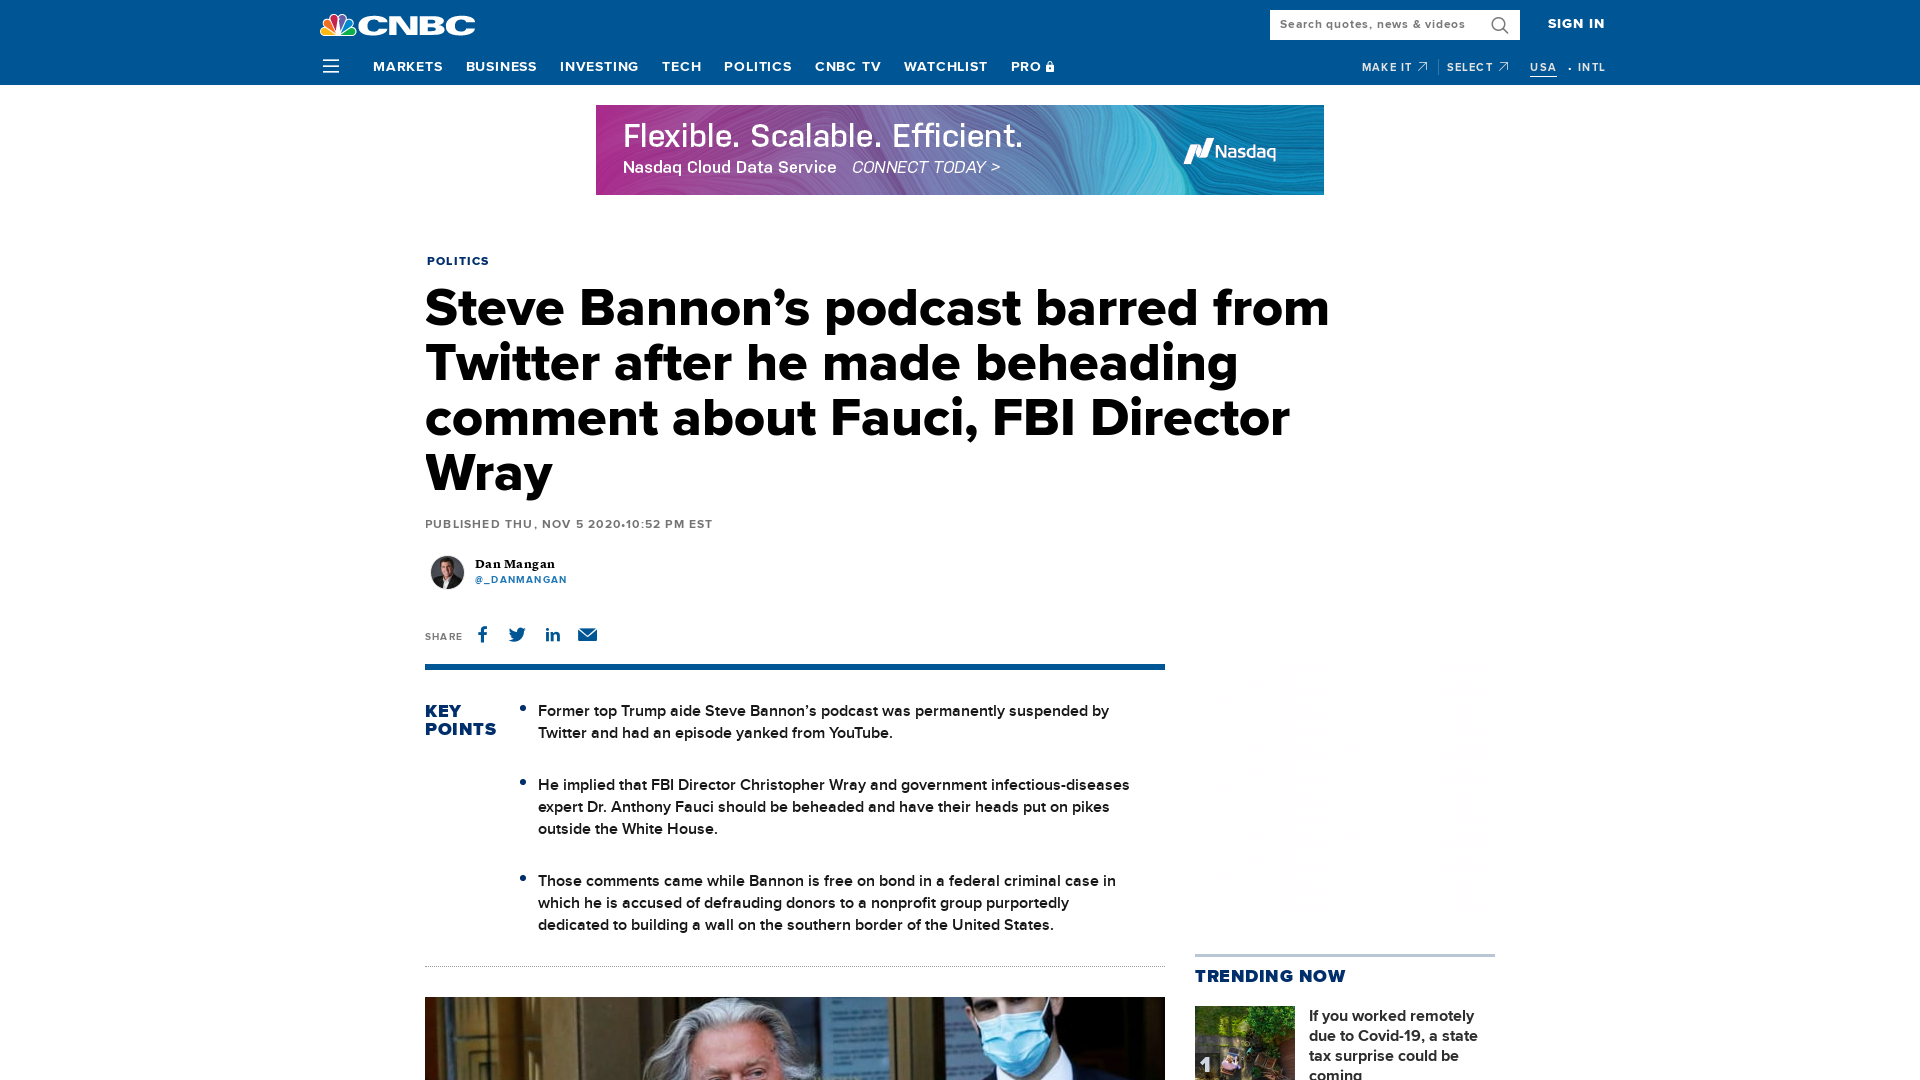 CNBC
Search quotes, news & videos
SIGN IN
MARKETS BUSINESS INVESTING TECH POLITICS CNBC TV WATCHLIST PRO
MAKE IT SELECT USA • INTL
Flexible. Scalable. Efficient.
Nasdaq Cloud Data Service CONNECT TODAY >
Nasdaq
POLITICS
Steve Bannon’s podcast barred from
Twitter after he made beheading
comment about Fauci, FBI Director
Wray
PUBLISHED THU, NOV 5 2020•10:52 PM EST
Dan Mangan
@_DANMANGAN
SHARE
KEY
POINTS
• Former top Trump aide Steve Bannon’s podcast was permanently suspended by
Twitter and had an episode yanked from YouTube.
• He implied that FBI Director Christopher Wray and government infectious-diseases
expert Dr. Anthony Fauci should be beheaded and have their heads put on pikes
outside the White House.
• Those comments came while Bannon is free on bond in a federal criminal case in
which he is accused of defrauding donors to a nonprofit group purportedly
dedicated to building a wall on the southern border of the United States.
TRENDING NOW
1
If you worked remotely
due to Covid-19, a state
tax surprise could be
coming